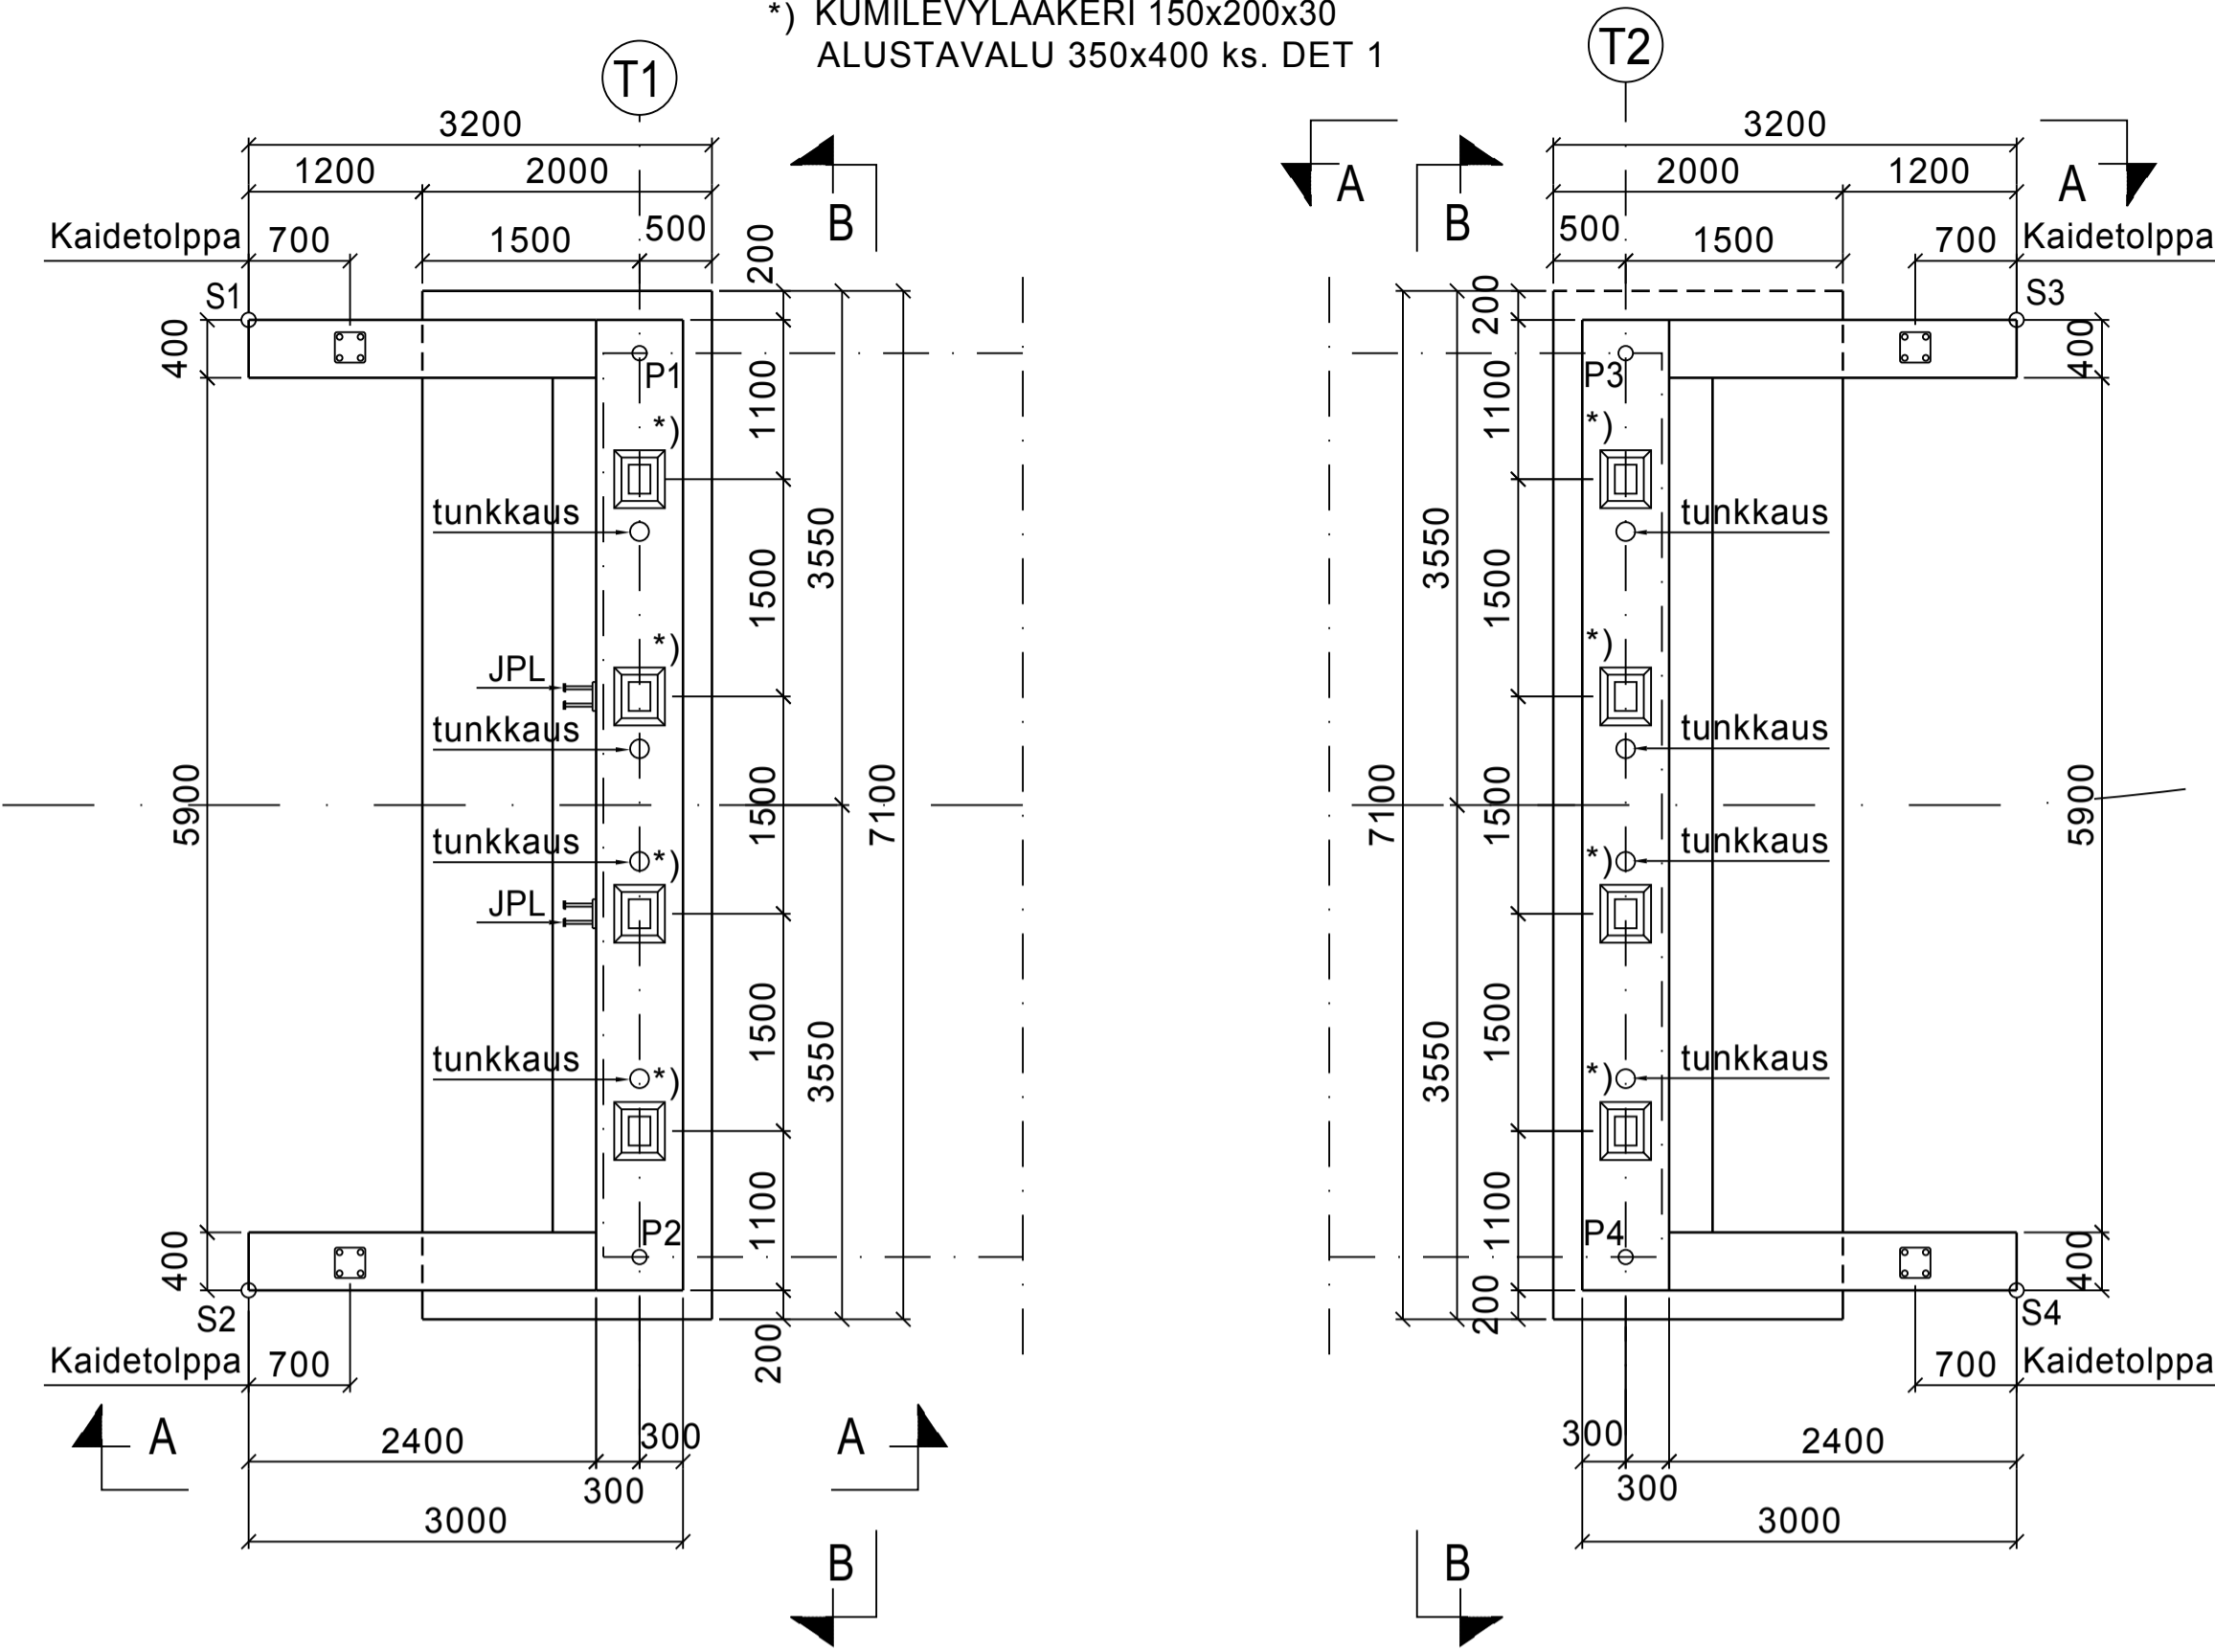 *) KUMILEVYLAAKERI 150x200x30
ALUSTAVALU 350x400 ks. DET 1
T1
T2
3200
3200
1200
2000
B
A
B
2000
1200
A
Kaidetolppa
700
1500
500
200
500
1500
700
Kaidetolppa
S1
200
S3
400
P1
1100
P3
1100
400
*)
*)
tunkkaus
3550
3550
tunkkaus
1500
1500
*)
*)
JPL
tunkkaus
tunkkaus
5900
1500
7100
7100
1500
5900
tunkkaus
*)
*)
tunkkaus
JPL
1500
1500
3550
3550
tunkkaus
*)
*)
tunkkaus
1100
1100
400
P2
P4
400
S2
200
200
S4
Kaidetolppa
700
700
Kaidetolppa
A
2400
300
A
300
2400
300
300
3000
3000
B
B